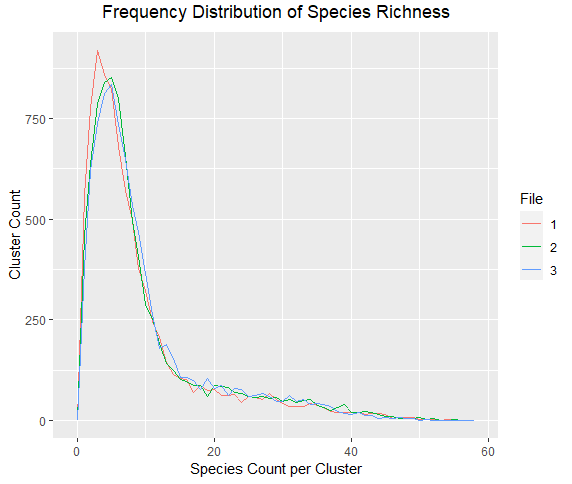 Frequency Distribution of Species Richness
Cluster Count
750
500
250
0
0
20
40
60
Species Count per Cluster
File
1
2
3